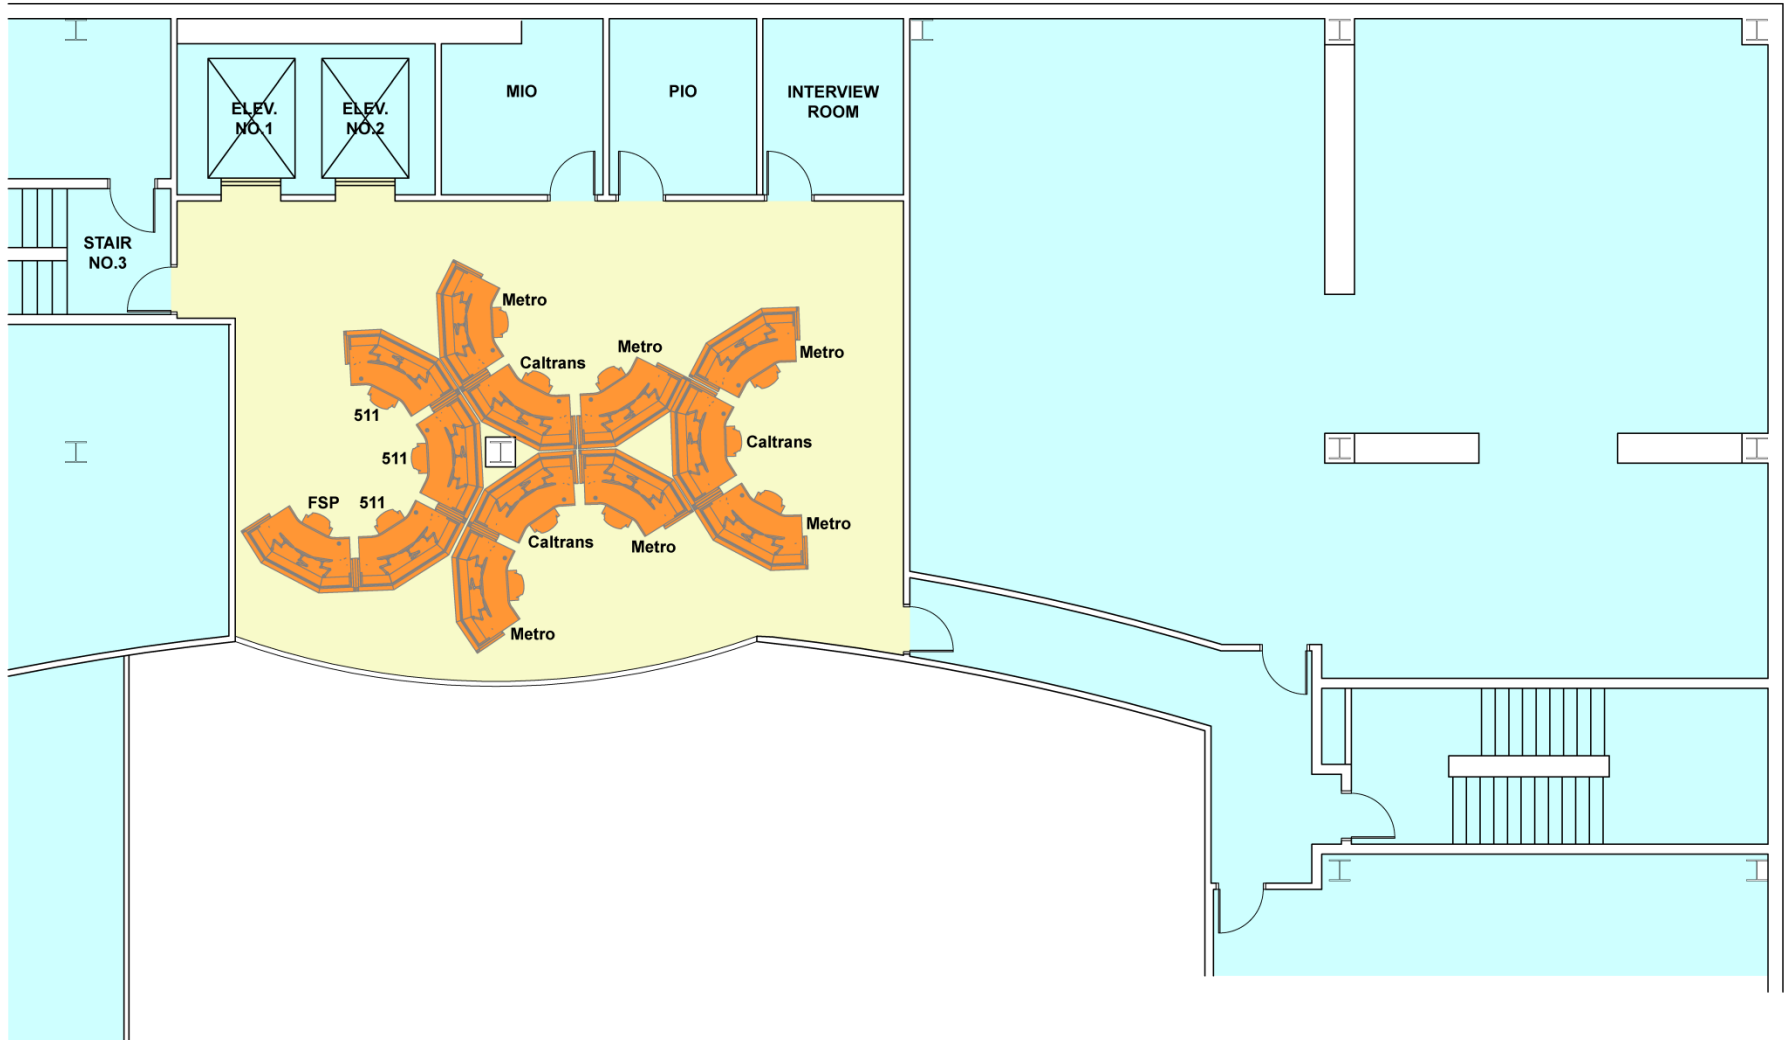 MIO
PIO
INTERVIEW
ROOM
ELEV.
NO.1
ELEV.
NO.2
STAIR
NO.3
Metro
Metro
Metro
Caltrans
511
Caltrans
511
FSP
511
Metro
Caltrans
Metro
Metro